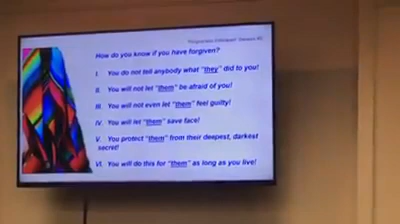 How do you know if you have forgiven?
I. You do not tell anybody what “they” did to you!
II. You will not let “them” be afraid of you!
III. You will not even let “them” feel guilty!
IV. You will let “them” save face!
V. You protect “them” from their deepest, darkest
secret!
VI. You will do this for “them” as long as you live!